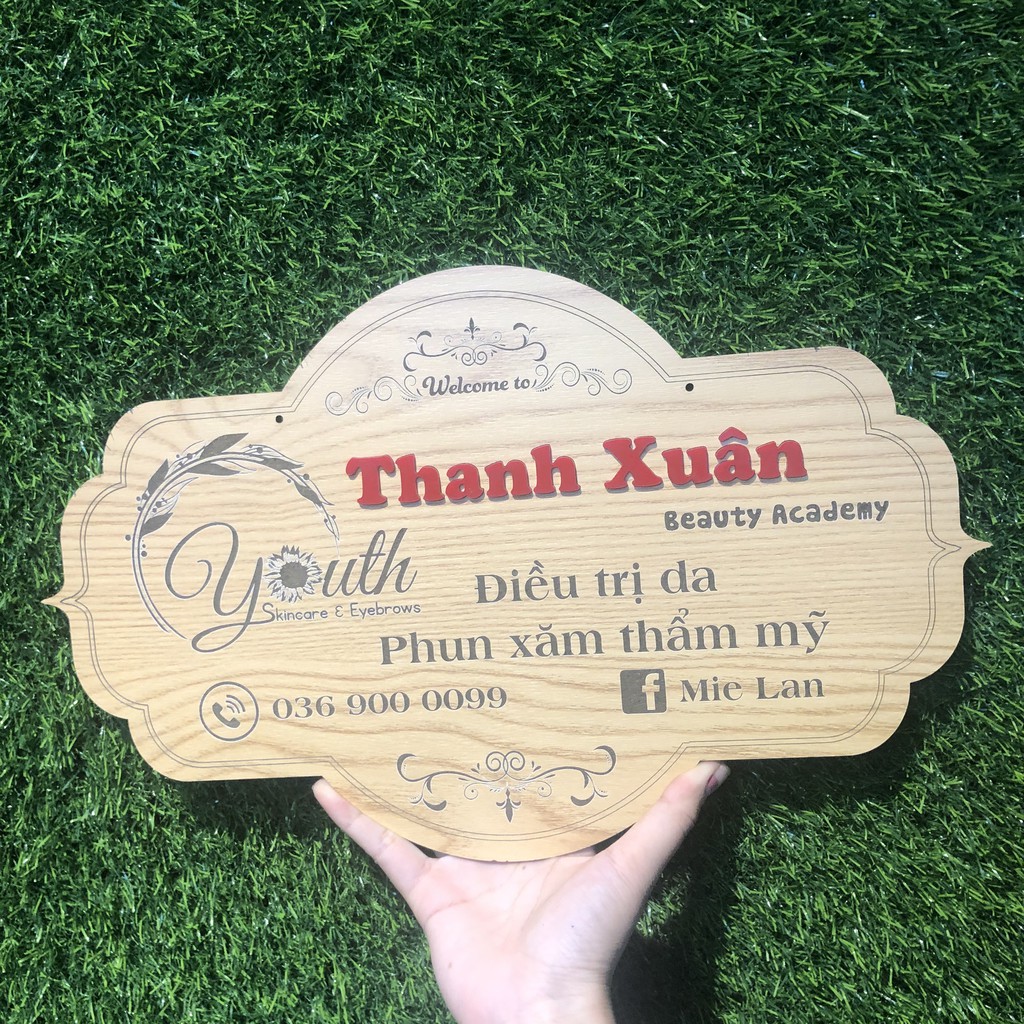 Welcome to
Thanh Xuân
Beauty Academy
Youth
Skincare & Eyebrows
Điều trị da
Phun xăm thẩm mỹ
036 900 0099
f Mie Lan